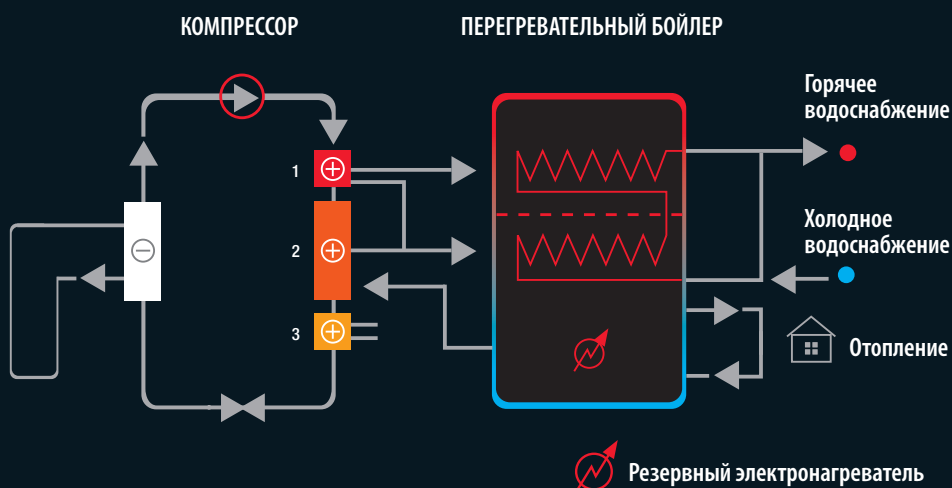 КОМПРЕССОР
ПЕРЕГРЕВАТЕЛЬНЫЙ БОЙЛЕР
Горячее
водоснабжение
1
Холодное
водоснабжение
2
3
Отопление
Резервный электронагреватель